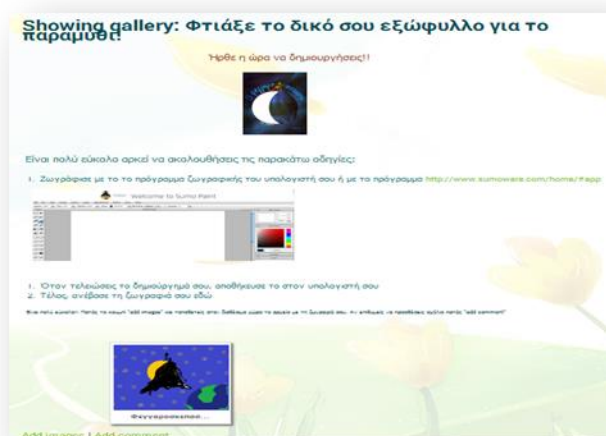 Showing gallery: Φτιάξε το δικό σου εξώφυλλο για το
παραμύθι!
Ήρθε η ώρα να δημιουργήσεις!!
Είναι πολύ εύκολο αρκεί να ακολουθήσεις τις παρακάτω οδηγίες:
1. Ζωγράφισε με το το πρόγραμμα ζωγραφικής του υπολογιστή σου ή με το πρόγραμμα http://www.sumoware.com/home/#app
Welcome to Sumo Paint
1. Όταν τελειώσεις το δημιούργημά σου, αποθήκευσε το στον υπολογιστή σου
2. Τέλος, ανέβασε τη ζωγραφιά σου εδώ
Φεγγαροσκεπασ...
Add images | Add comment